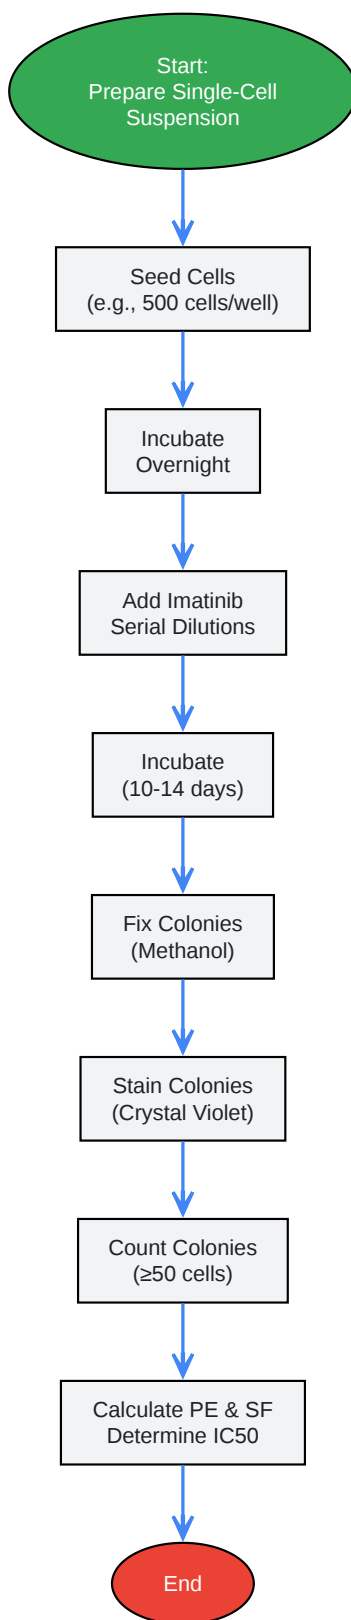 Start:
Prepare Single-Cell
Suspension
Seed Cells
(e.g., 500 cells/well)
Incubate
Overnight
Add Imatinib
Serial Dilutions
Incubate
(10-14 days)
Fix Colonies
(Methanol)
Stain Colonies
(Crystal Violet)
Count Colonies
(≥50 cells)
Calculate PE & SF
Determine IC50
End